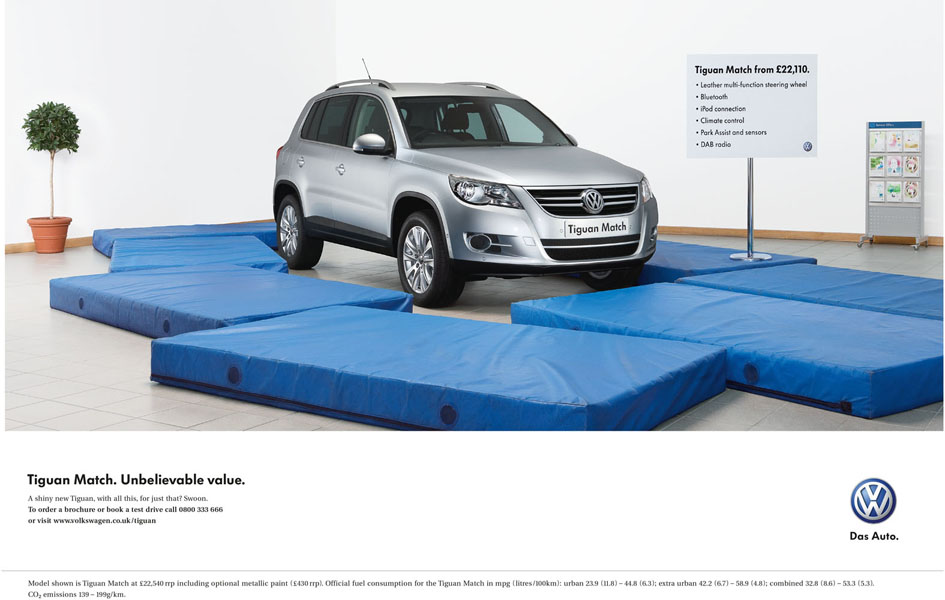 Tiguan Match from £22,110.
• Leather multi-function steering wheel
• Bluetooth
• iPod connection
• Climate control
• Park Assist and sensors
• DAB radio
Tiguan Match
Tiguan Match. Unbelievable value.
A shiny new Tiguan, with all this, for just that? Swoon.
To order a brochure or book a test drive call 0800 333 666
or visit www.volkswagen.co.uk/tiguan
Das Auto.
Model shown is Tiguan Match at £22,540 rrp including optional metallic paint (£430 rrp). Official fuel consumption for the Tiguan Match in mpg (litres/100km): urban 23.9 (11.8) – 44.8 (6.3); extra urban 42.2 (6.7) – 58.9 (4.8); combined 32.8 (8.6) – 53.3 (5.3).
CO₂ emissions 139 – 199g/km.